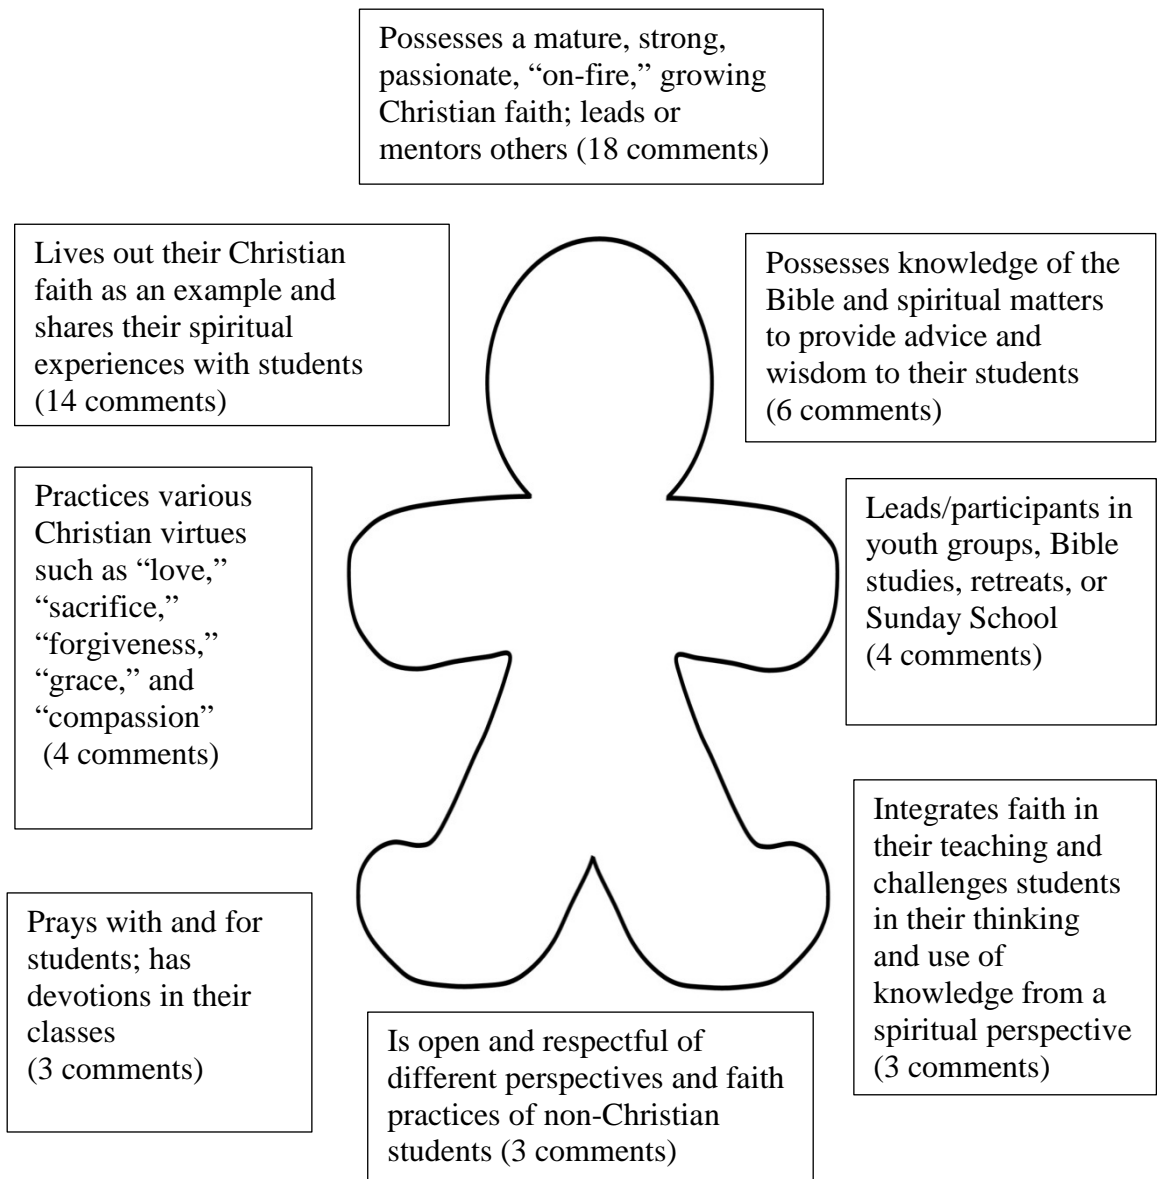 Possesses a mature, strong,
passionate, “on-fire,” growing
Christian faith; leads or
mentors others (18 comments)
Lives out their Christian
faith as an example and
shares their spiritual
experiences with students
(14 comments)
Possesses knowledge of the
Bible and spiritual matters
to provide advice and
wisdom to their students
(6 comments)
Practices various
Christian virtues
such as “love,”
“sacrifice,”
“forgiveness,”
“grace,” and
“compassion”
(4 comments)
Leads/participants in
youth groups, Bible
studies, retreats, or
Sunday School
(4 comments)
Integrates faith in
their teaching and
challenges students
in their thinking
and use of
knowledge from a
spiritual perspective
(3 comments)
Prays with and for
students; has
devotions in their
classes
(3 comments)
Is open and respectful of
different perspectives and faith
practices of non-Christian
students (3 comments)